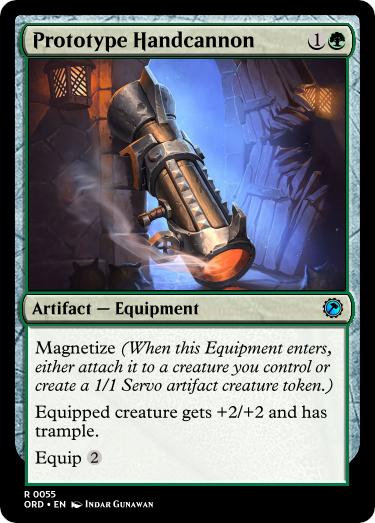 Prototype Handcannon 1
Artifact — Equipment
Magnetize (When this Equipment enters,
either attach it to a creature you control or
create a 1/1 Servo artifact creature token.)
Equipped creature gets +2/+2 and has
trample.
Equip 2
R 0055
ORD • EN Indar Gunawan